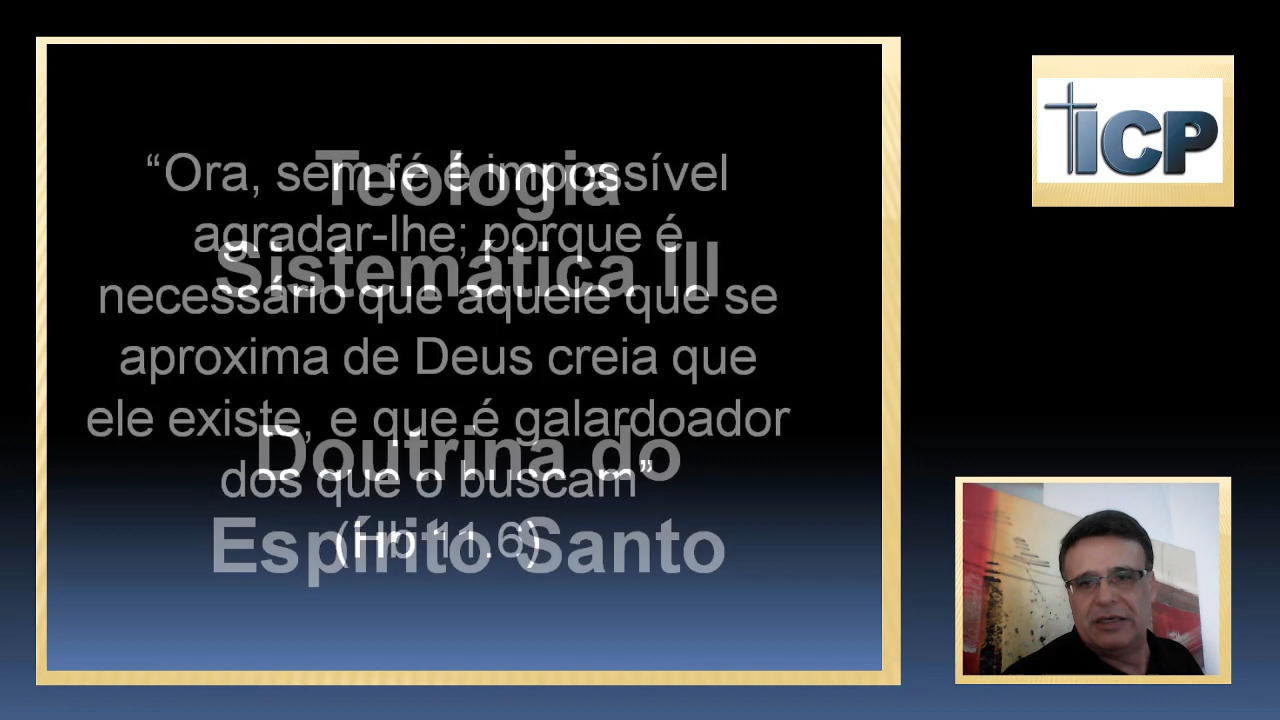 “Ora, sem fé é impossível
agradar-lhe; porque é
necessário que aquele que se
aproxima de Deus creia que
ele existe, e que é galardoador
dos que o buscam”
(Hb 11.6)
Teologia
Sistemática III
Doutrina do
Espírito Santo
ICP